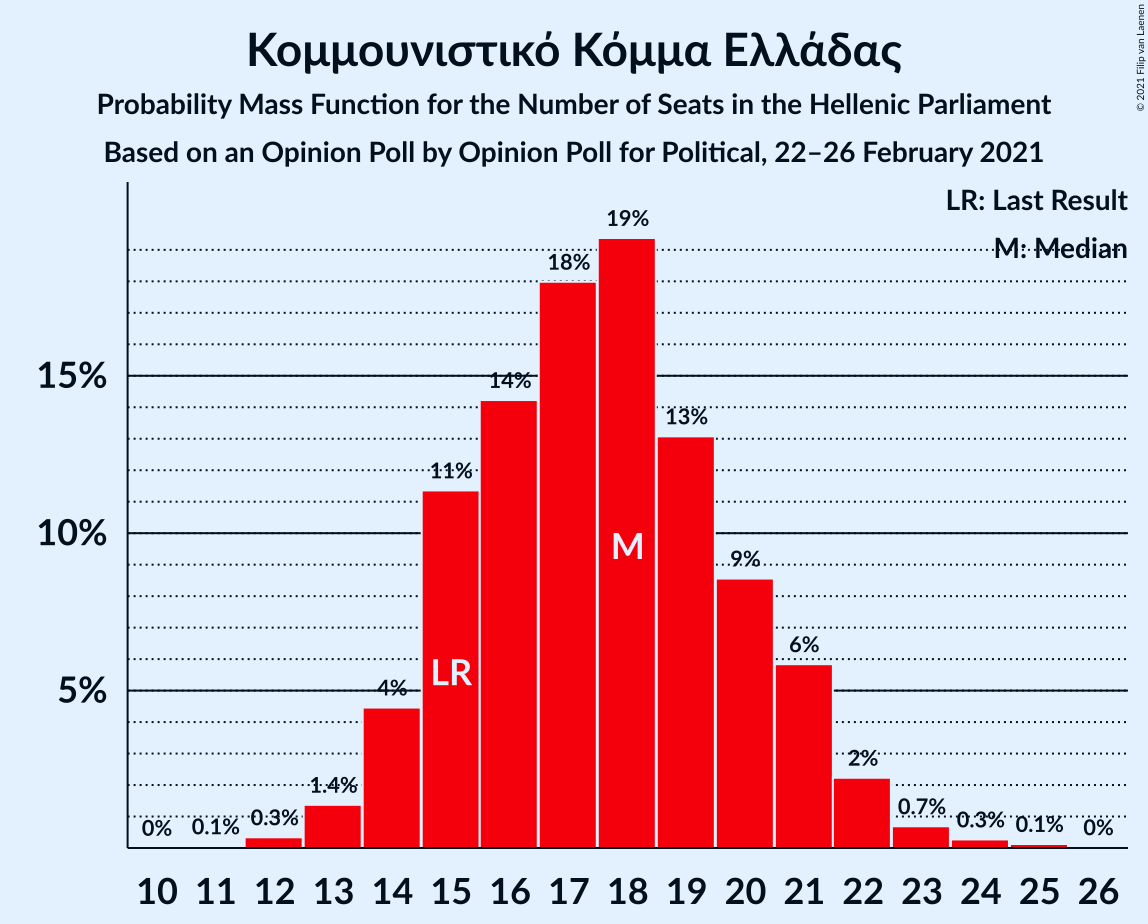 Κομμουνιστικό Κόμμα Ελλάδας
Probability Mass Function for the Number of Seats in the Hellenic Parliament
Based on an Opinion Poll by Opinion Poll for Political, 22–26 February 2021
© 2021 Filip van Laenen
LR: Last Result
M: Median
15%
10%
5%
0%
0.1%
0.3%
1.4%
4%
11%
14%
18%
19%
13%
9%
6%
2%
0.7%
0.3%
0.1%
0%
LR
M
10 11 12 13 14 15 16 17 18 19 20 21 22 23 24 25 26